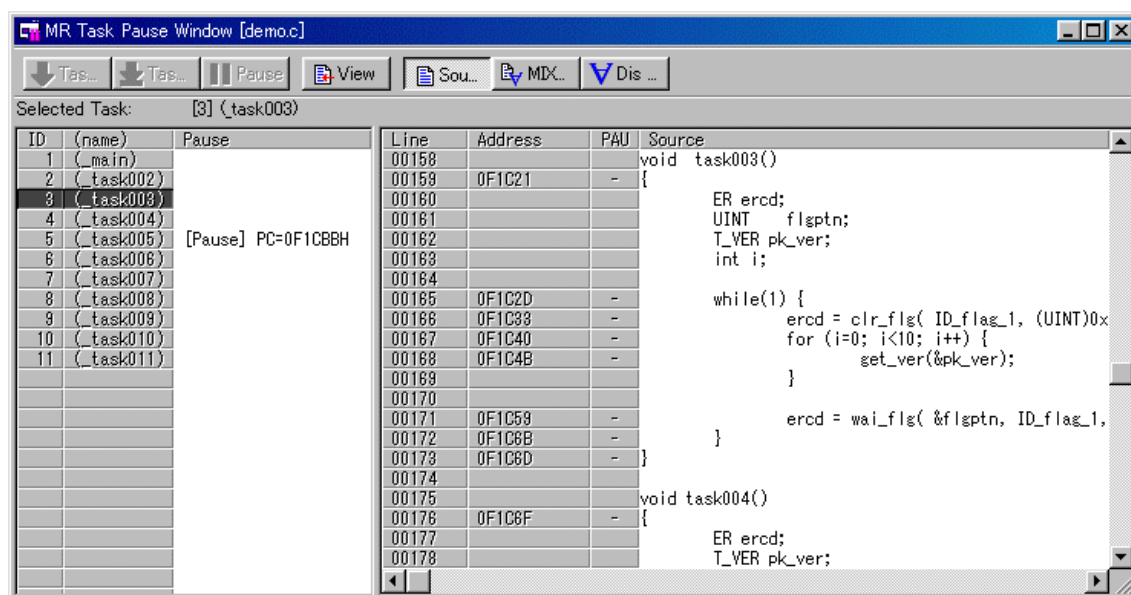 MR Task Pause Window [demo.c]
Tas... Tas... Pause View Sou... MIX... Dis ...
Selected Task: [3] (_task003)
ID (name) Pause
1 (_main)
2 (_task002)
3 (_task003)
4 (_task004)
5 (_task005) [Pause] PC=0F1CBBH
6 (_task006)
7 (_task007)
8 (_task008)
9 (_task009)
10 (_task010)
11 (_task011)
Line Address PAU Source
00158 void task003()
00159 0F1C21 - {
00160 ER ercd;
00161 UINT flgptn;
00162 T_VER pk_ver;
00163 int i;
00164
00165 0F1C2D - while(1) {
00166 0F1C33 - ercd = clr_flg( ID_flag_1, (UINT)0x
00167 0F1C40 - for (i=0; i<10; i++) {
00168 0F1C4B - get_ver(&pk_ver);
00169 }
00170
00171 0F1C59 - ercd = wai_flg( &flgptn, ID_flag_1,
00172 0F1C6B - }
00173 0F1C6D - }
00174
00175 void task004()
00176 0F1C6F - {
00177 ER ercd;
00178 T_VER pk_ver;